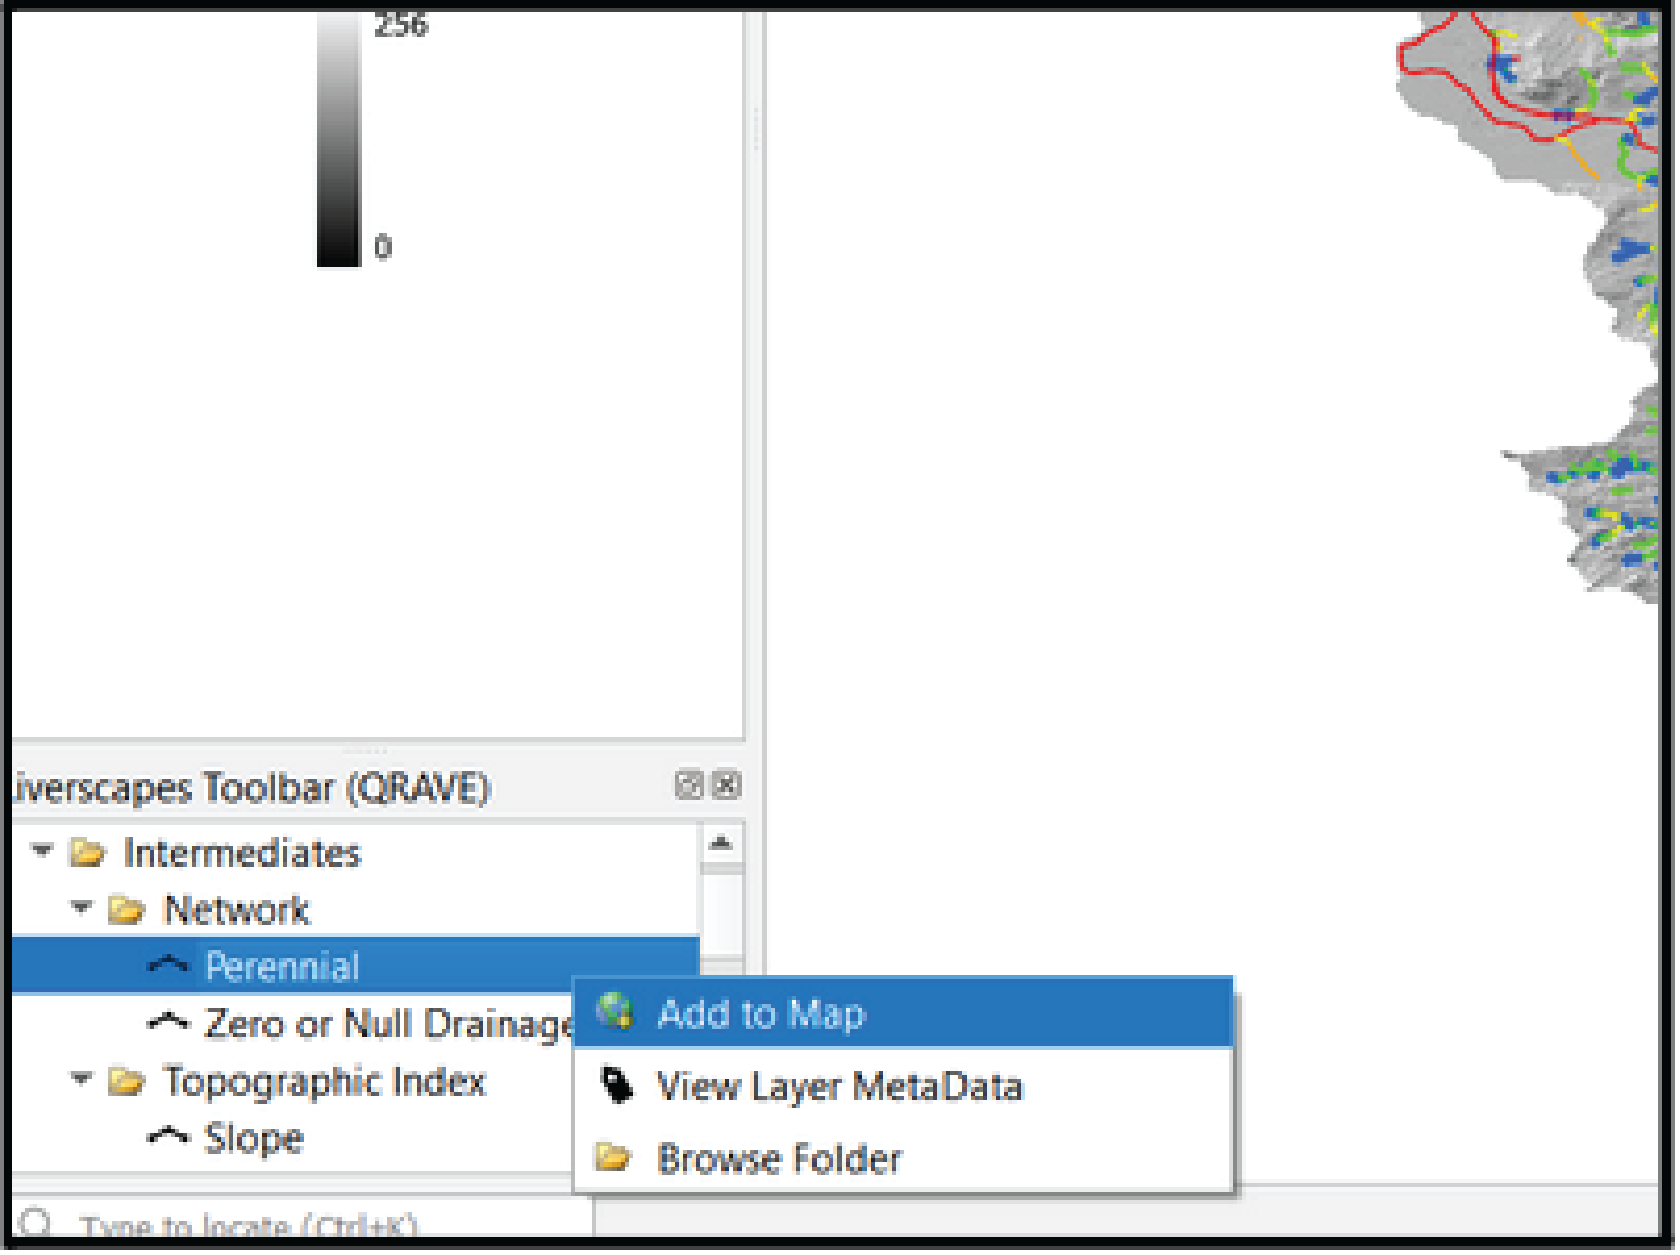 256
0
iverscapes Toolbar (QRAVE)
Intermediates
Network
Perennial
Zero or Null Drainage
Topographic Index
Slope
Add to Map
View Layer MetaData
Browse Folder
Type to locate (Ctrl+K)